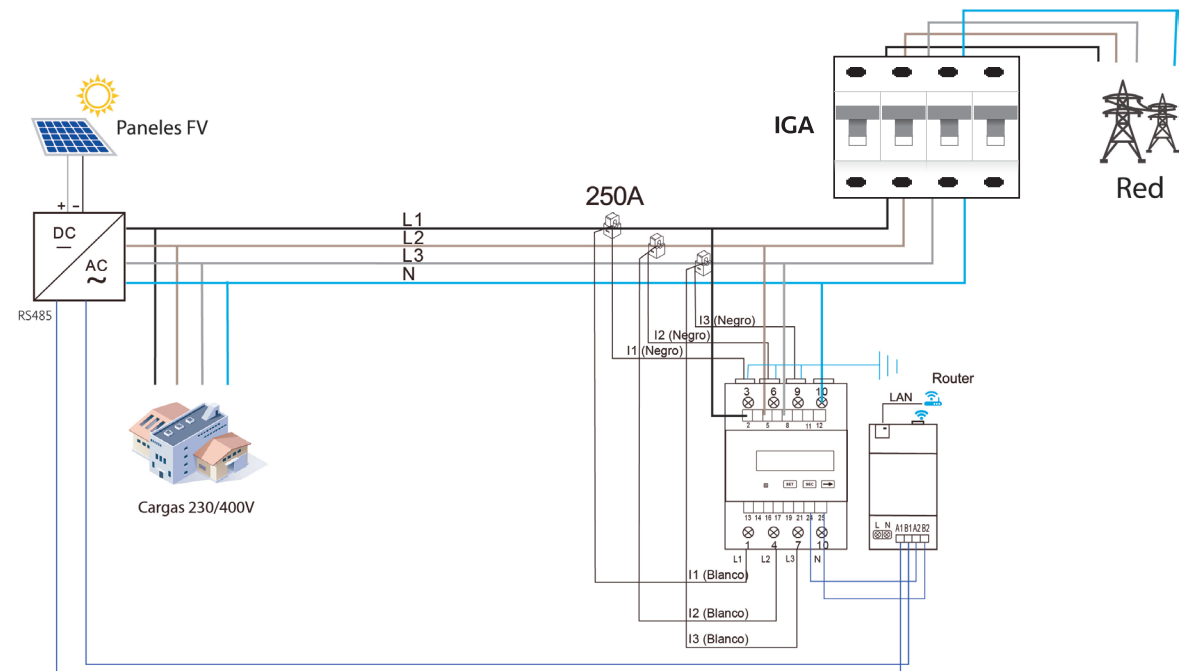 IGA
Paneles FV
Red
250A
+ −
DC
AC
RS485
L1
L2
L3
N
I3 (Negro)
I2 (Negro)
I1 (Negro)
3 6 9 10
2 5 8 11 12
SET
Router
LAN
Cargas 230/400V
13 14 16 17 19 21 24 25
1 4 7 10
L1 L2 L3 N
L N
A1 B1 A2 B2
I1 (Blanco)
I2 (Blanco)
I3 (Blanco)